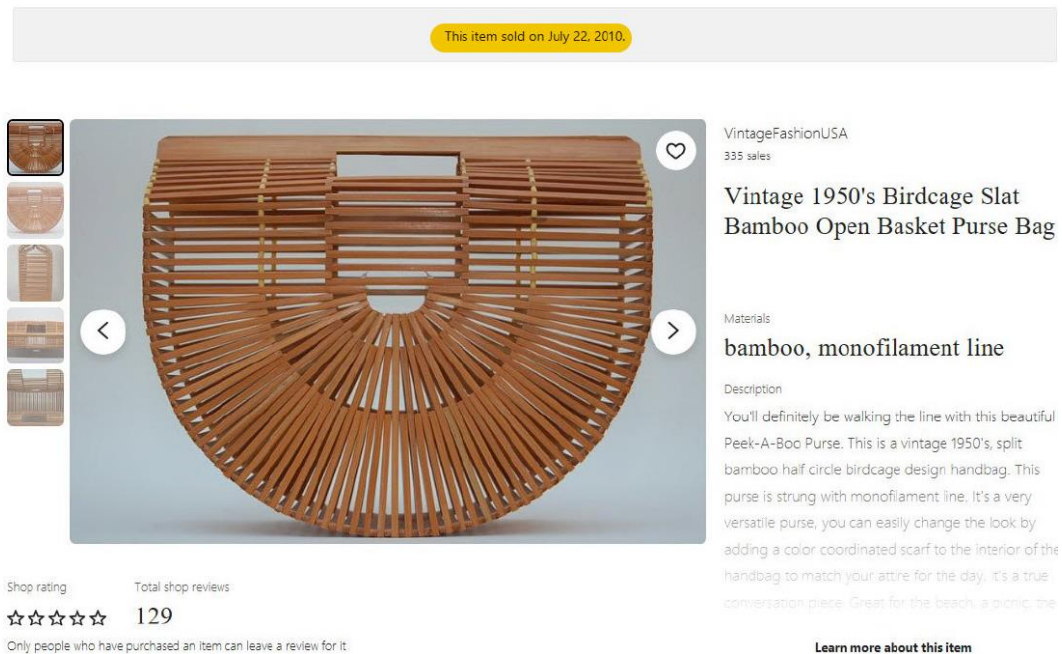 This item sold on July 22, 2010.
VintageFashionUSA
335 sales
Vintage 1950's Birdcage Slat
Bamboo Open Basket Purse Bag
Materials
bamboo, monofilament line
Description
You'll definitely be walking the line with this beautiful
Peek-A-Boo Purse. This is a vintage 1950's, split
bamboo half circle birdcage design handbag. This
purse is strung with monofilament line. It's a very
versatile purse, you can easily change the look by
adding a color coordinated scarf to the interior of the
handbag to match your attire for the day. It's a true
conversation piece. Great for the beach, a picnic, the
Learn more about this item
Shop rating
Total shop reviews
129
Only people who have purchased an item can leave a review for it